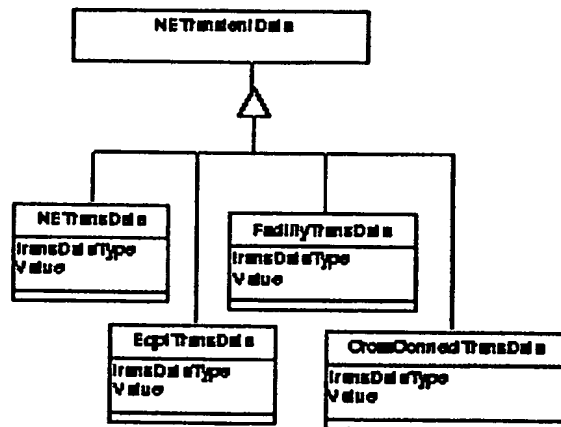 NETransientData
NETransData
transDataType
Value
FacilityTransData
transDataType
Value
EqptTransData
transDataType
Value
CrossConnectTransData
transDataType
Value